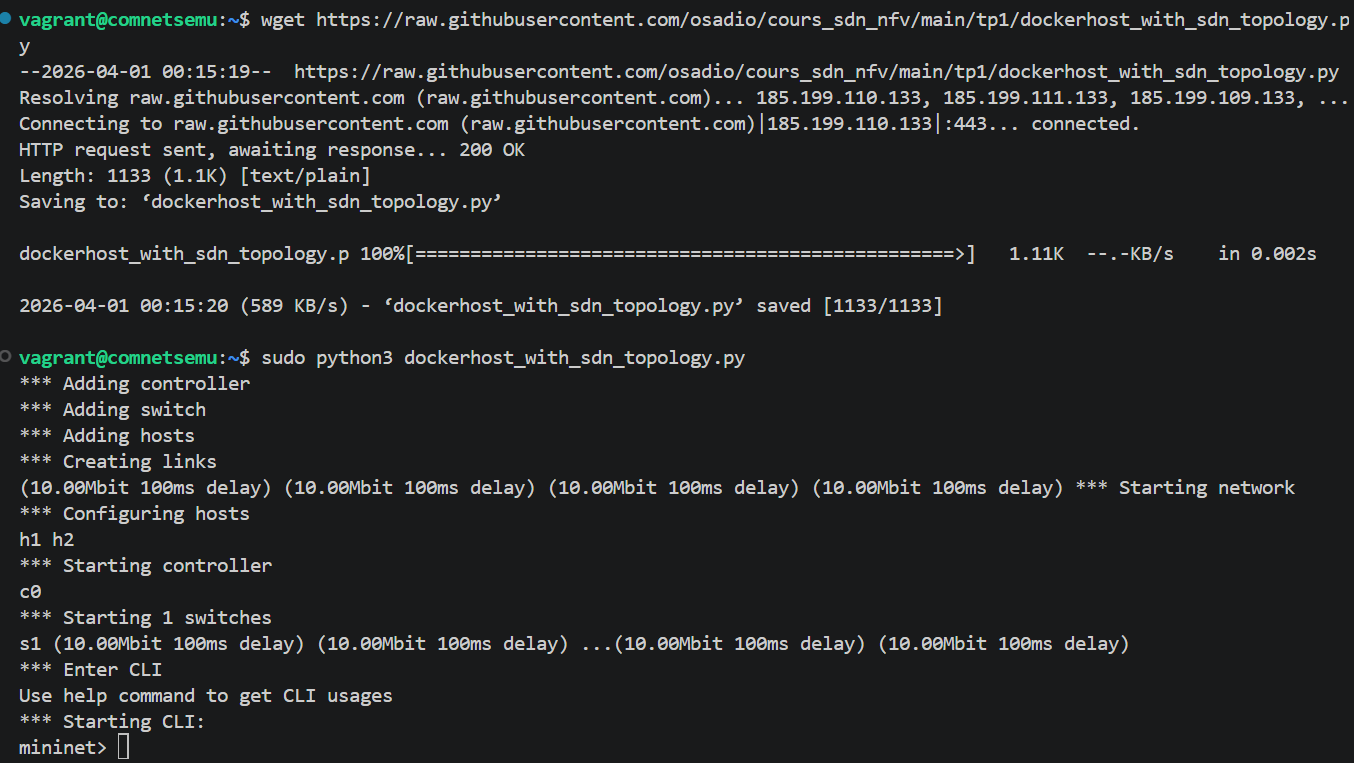 vagrant@comnetsemu:~$ wget https://raw.githubusercontent.com/osadio/cours_sdn_nfv/main/tp1/dockerhost_with_sdn_topology.p
y
--2026-04-01 00:15:19--  https://raw.githubusercontent.com/osadio/cours_sdn_nfv/main/tp1/dockerhost_with_sdn_topology.py
Resolving raw.githubusercontent.com (raw.githubusercontent.com)... 185.199.110.133, 185.199.111.133, 185.199.109.133, ...
Connecting to raw.githubusercontent.com (raw.githubusercontent.com)|185.199.110.133|:443... connected.
HTTP request sent, awaiting response... 200 OK
Length: 1133 (1.1K) [text/plain]
Saving to: ‘dockerhost_with_sdn_topology.py’
dockerhost_with_sdn_topology.p 100%[=================================================>]   1.11K  --.-KB/s    in 0.002s
2026-04-01 00:15:20 (589 KB/s) - ‘dockerhost_with_sdn_topology.py’ saved [1133/1133]
vagrant@comnetsemu:~$ sudo python3 dockerhost_with_sdn_topology.py
*** Adding controller
*** Adding switch
*** Adding hosts
*** Creating links
(10.00Mbit 100ms delay) (10.00Mbit 100ms delay) (10.00Mbit 100ms delay) (10.00Mbit 100ms delay) *** Starting network
*** Configuring hosts
h1 h2
*** Starting controller
c0
*** Starting 1 switches
s1 (10.00Mbit 100ms delay) (10.00Mbit 100ms delay) ...(10.00Mbit 100ms delay) (10.00Mbit 100ms delay)
*** Enter CLI
Use help command to get CLI usages
*** Starting CLI:
mininet>